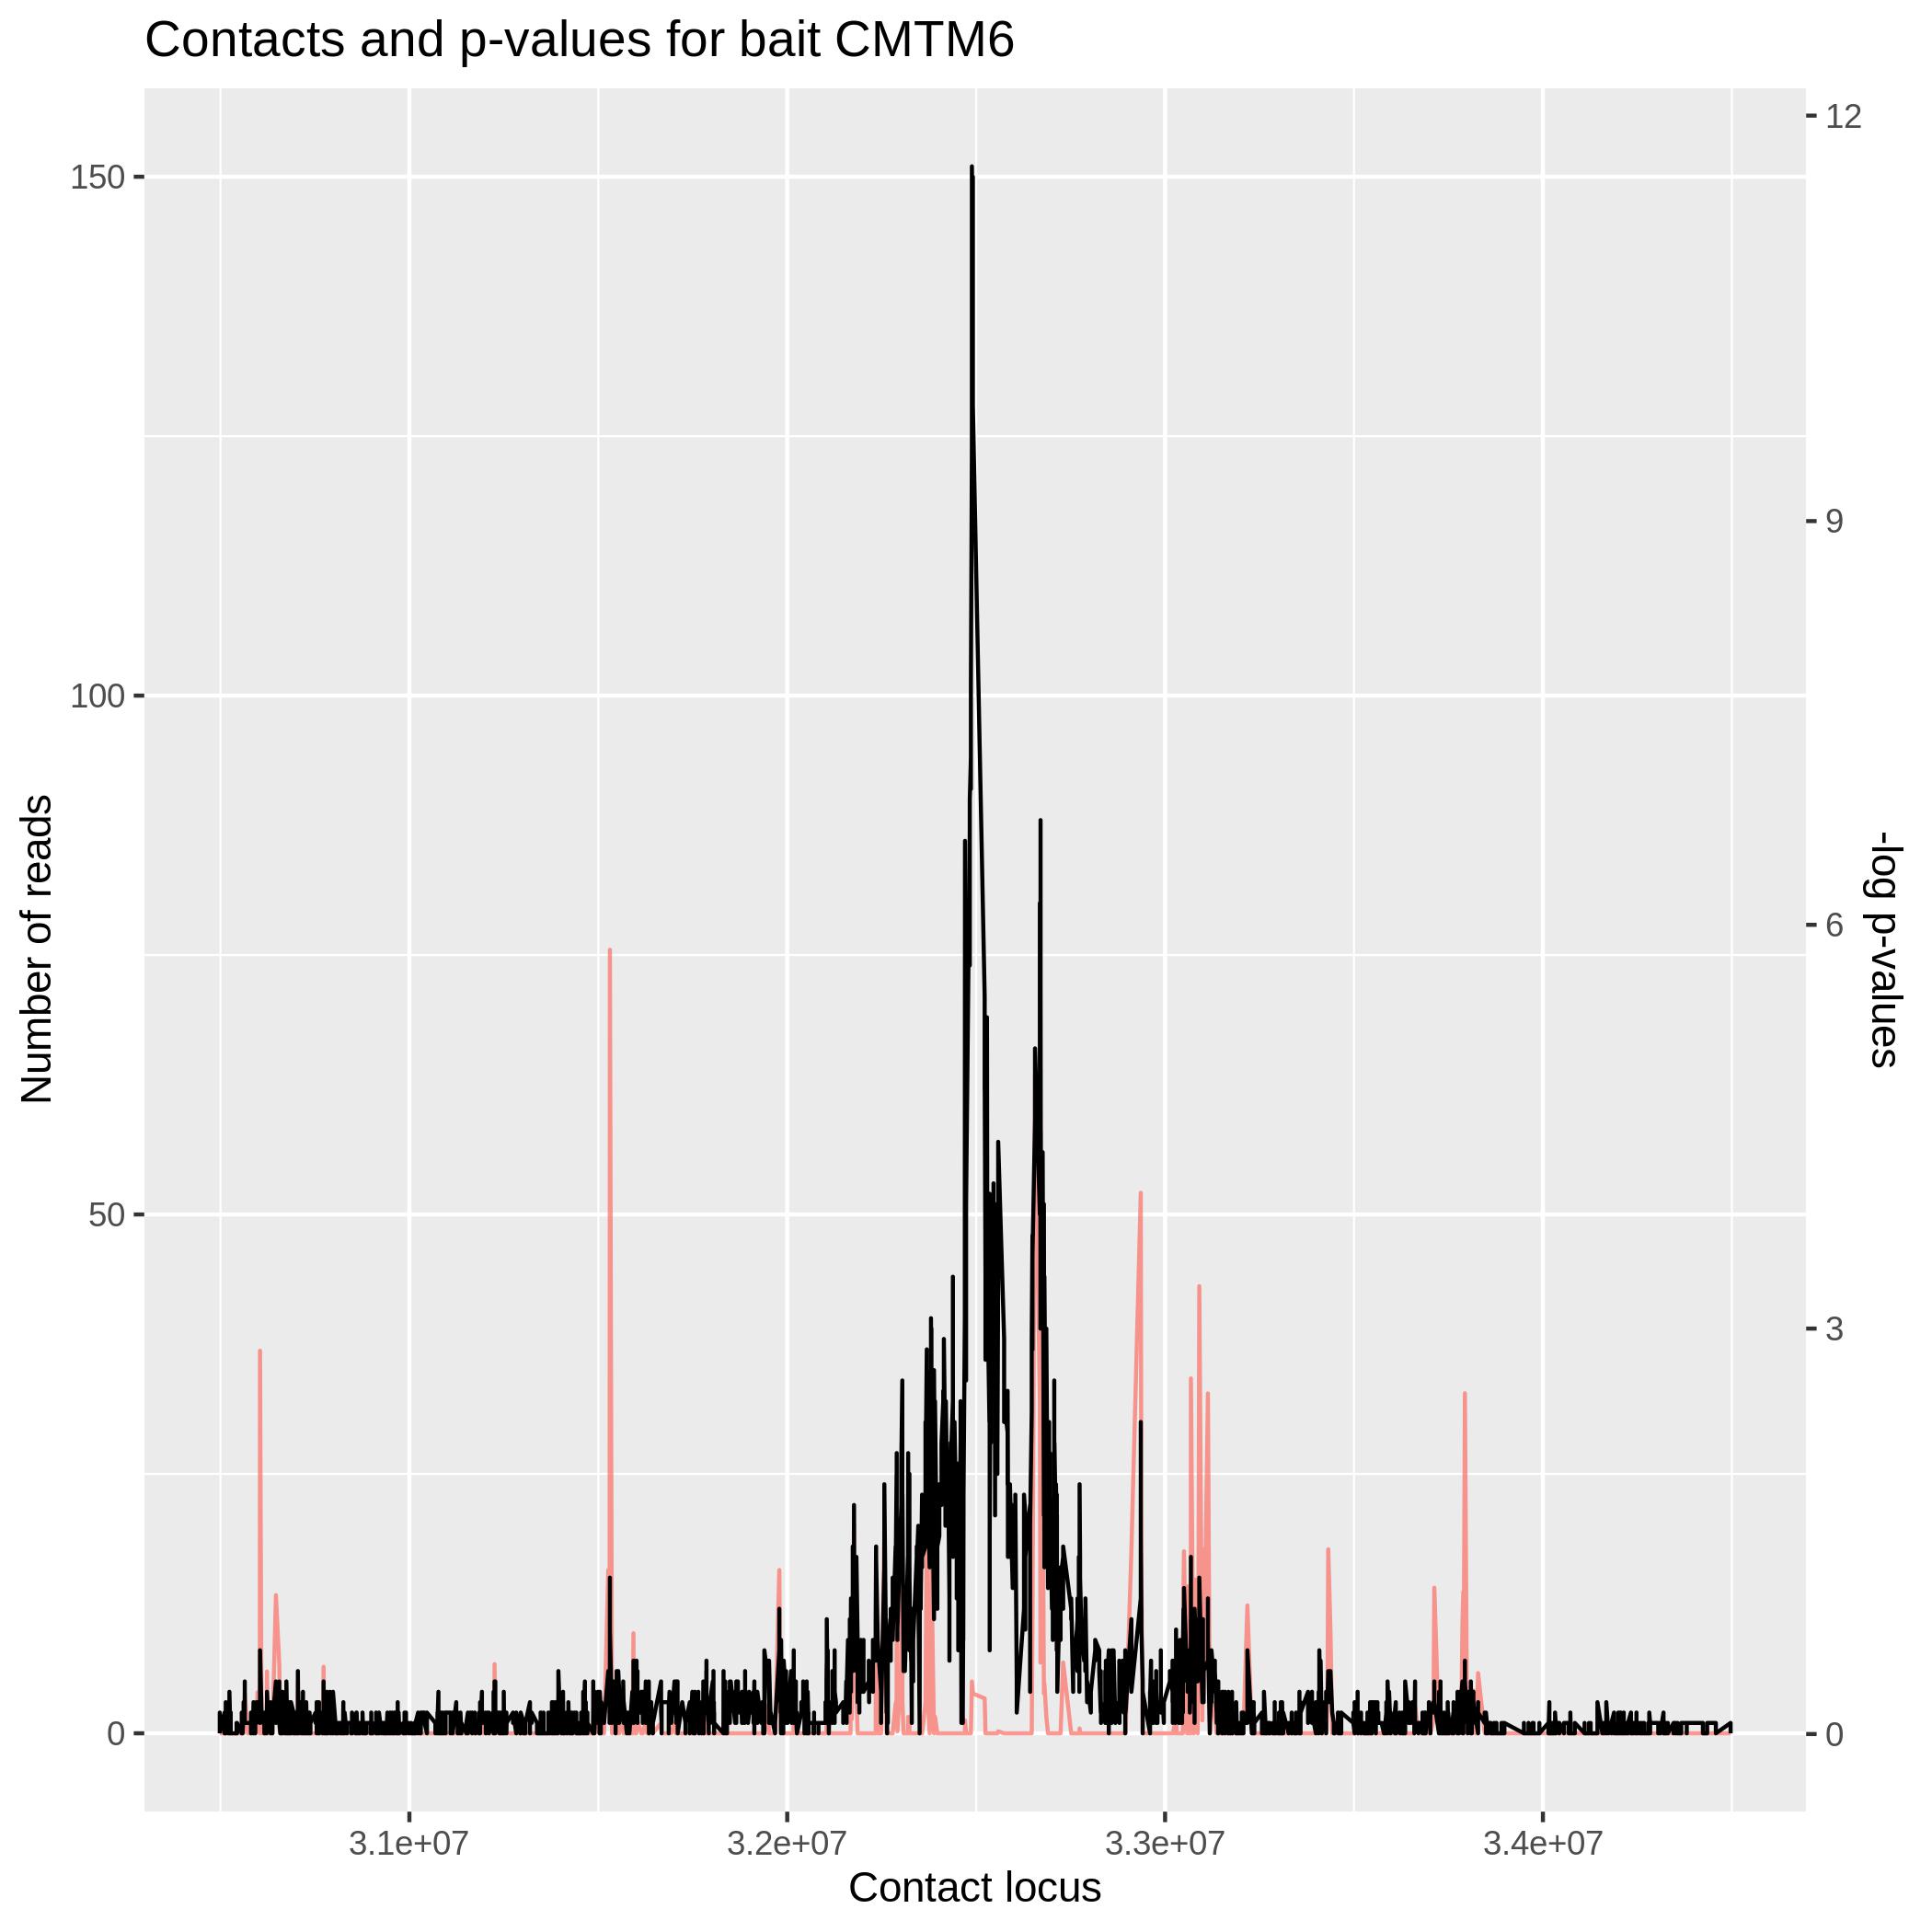 Contacts and p-values for bait CMTM6
150
100
50
0
Number of reads
12
9
6
3
0
-log p-values
3.1e+07
3.2e+07
3.3e+07
3.4e+07
Contact locus